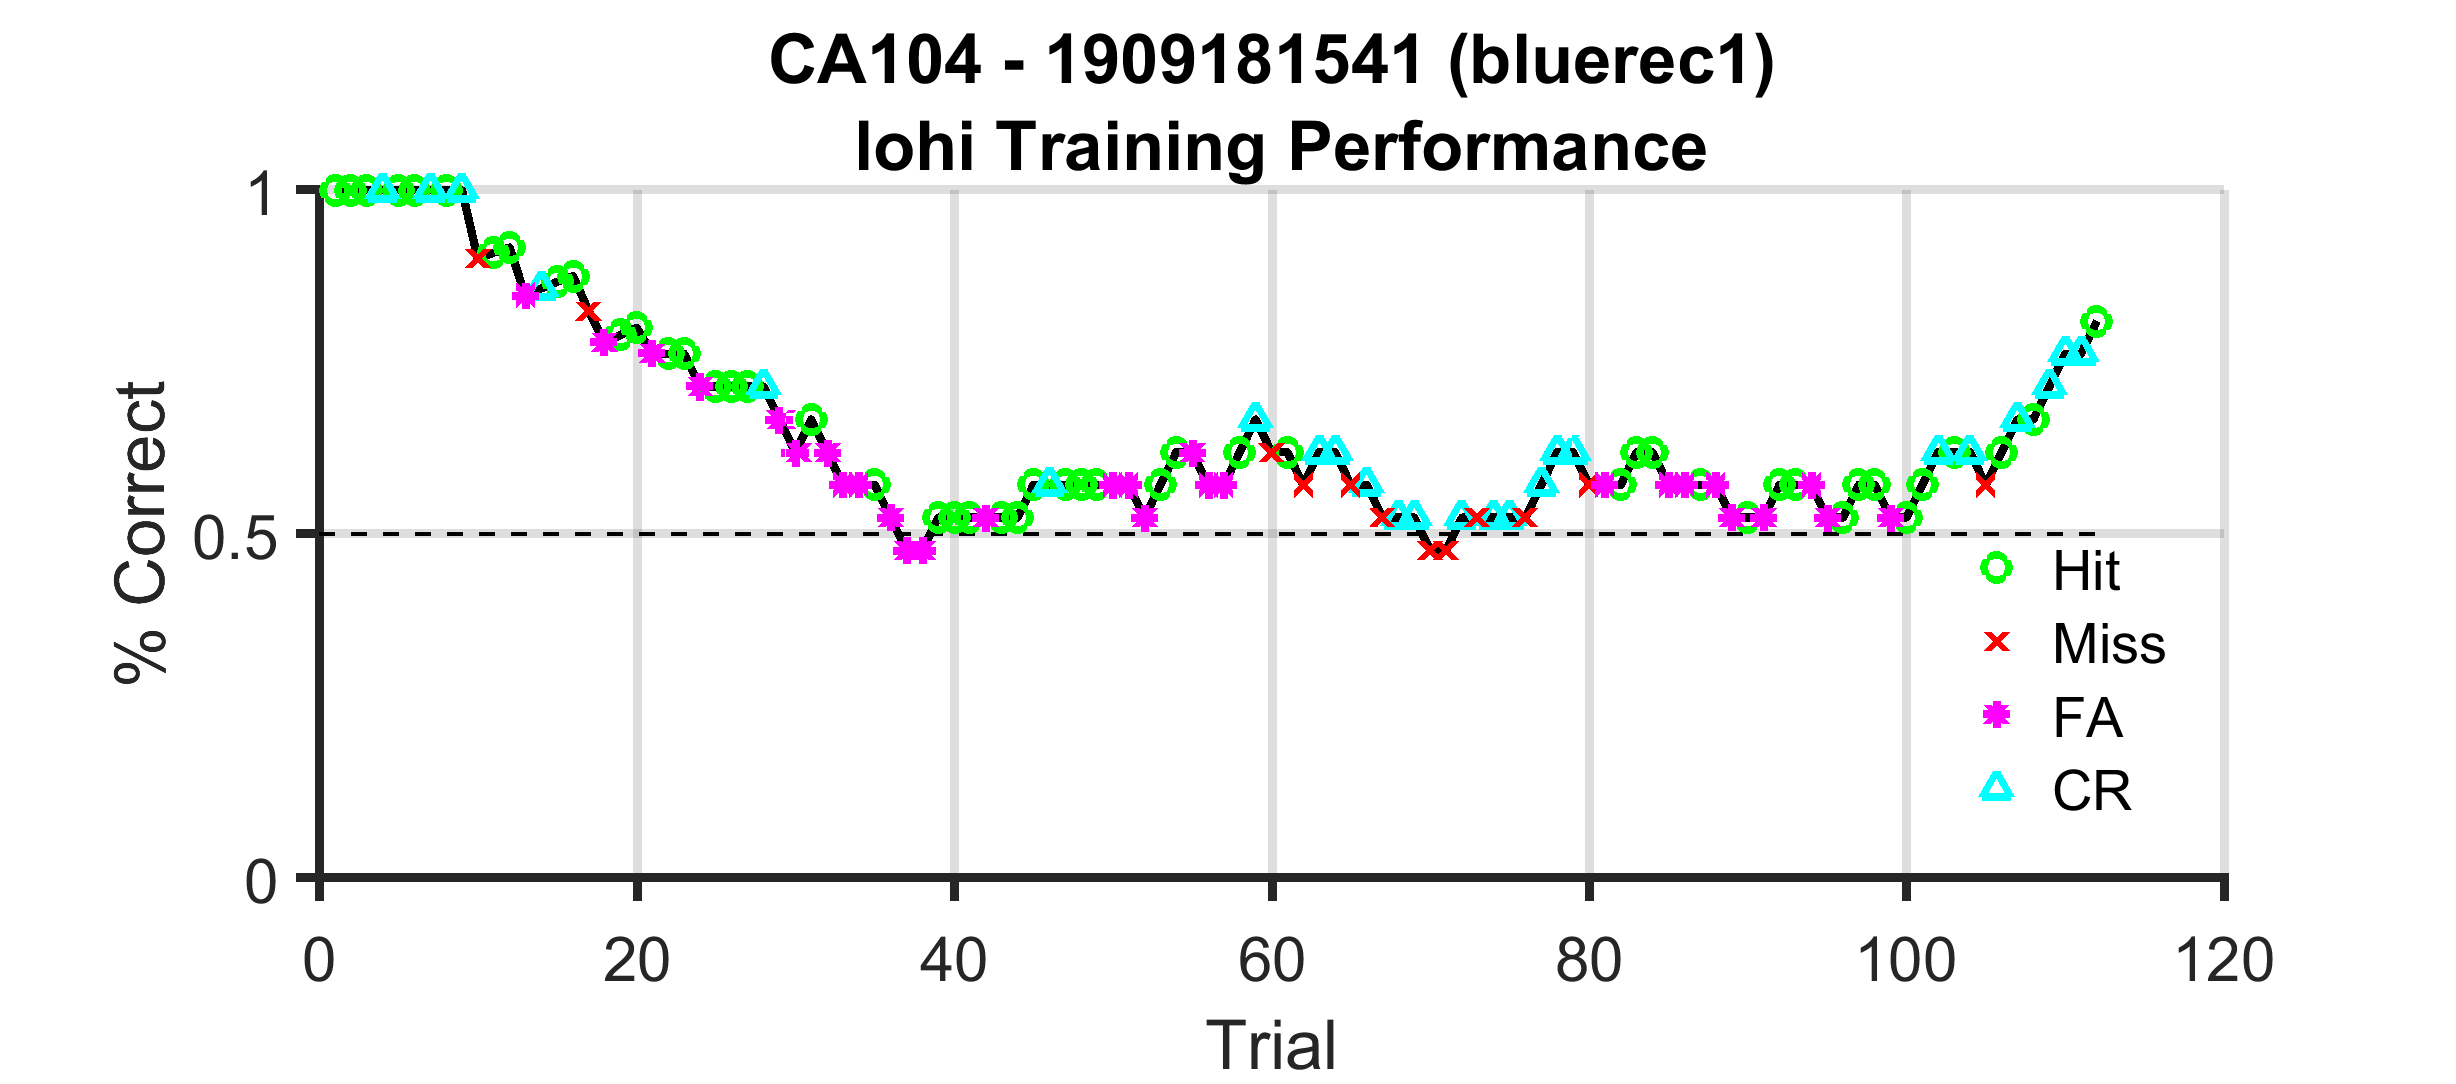 CA104 - 1909181541 (bluerec1)
lohi Training Performance
% Correct
1
0.5
0
Hit
Miss
FA
CR
0 20 40 60 80 100 120
Trial